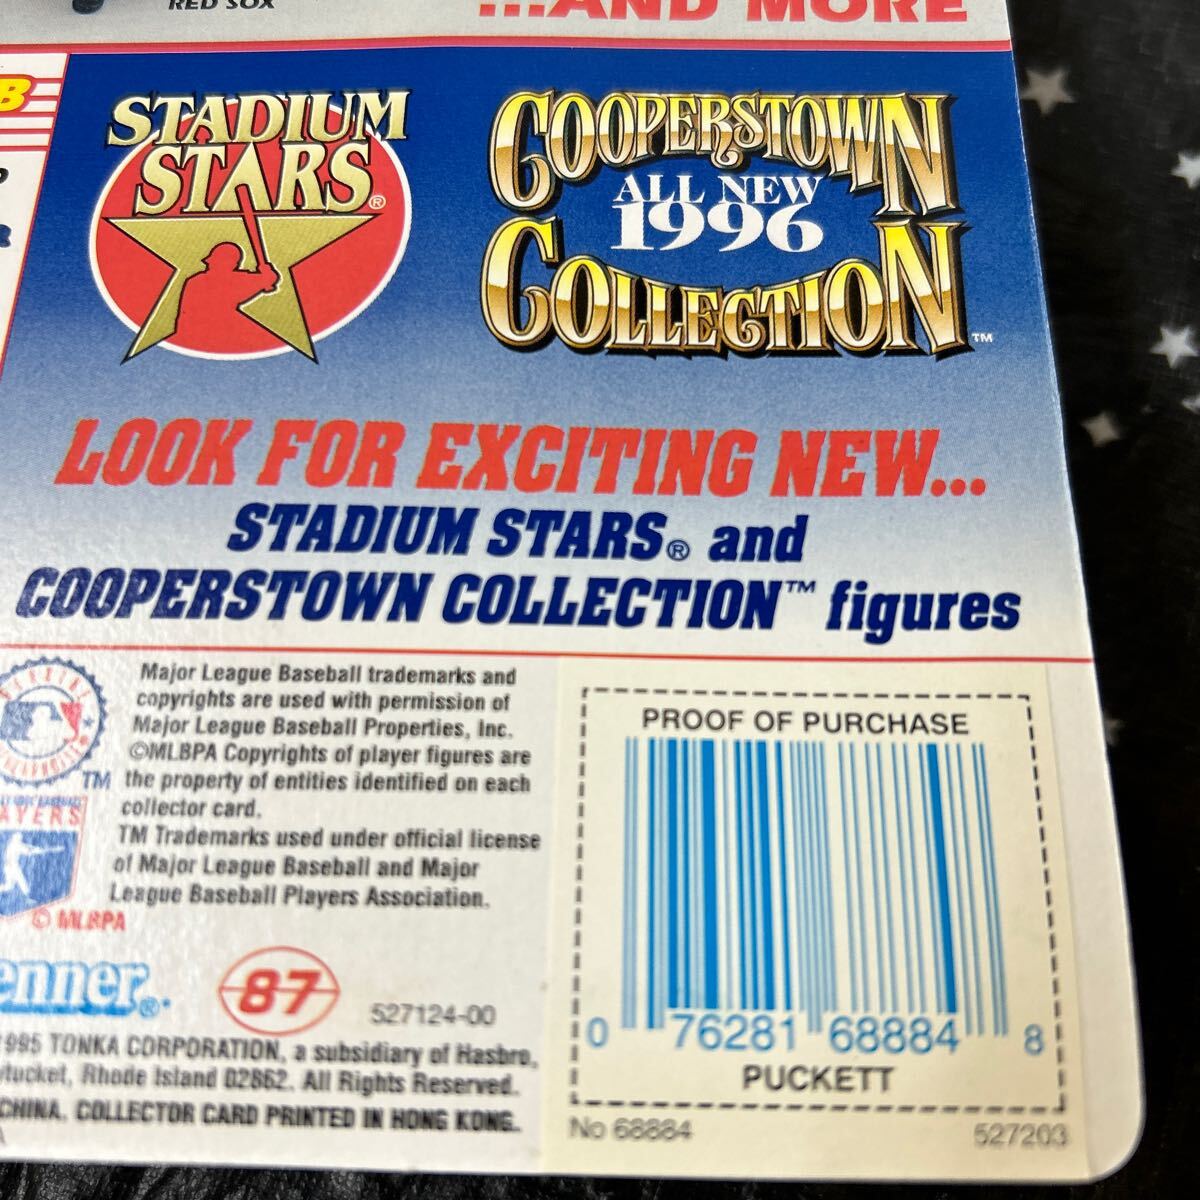 RED SOX
...AND MORE
STADIUM
STARS®
COOPERSTOWN
ALL NEW
1996
COLLECTION™
LOOK FOR EXCITING NEW...
STADIUM STARS® and
COOPERSTOWN COLLECTION™ figures
Major League Baseball trademarks and
copyrights are used with permission of
Major League Baseball Properties, Inc.
©MLBPA Copyrights of player figures are
TM the property of entities identified on each
collector card.
TM Trademarks used under official license
of Major League Baseball and Major
League Baseball Players Association.
© MLBPA
enner®
87
527124-00
1995 TONKA CORPORATION, a subsidiary of Hasbro,
tucket, Rhode Island 02862. All Rights Reserved.
CHINA. COLLECTOR CARD PRINTED IN HONG KONG.
PROOF OF PURCHASE
0 76281 68884 8
PUCKETT
No 68884
527203